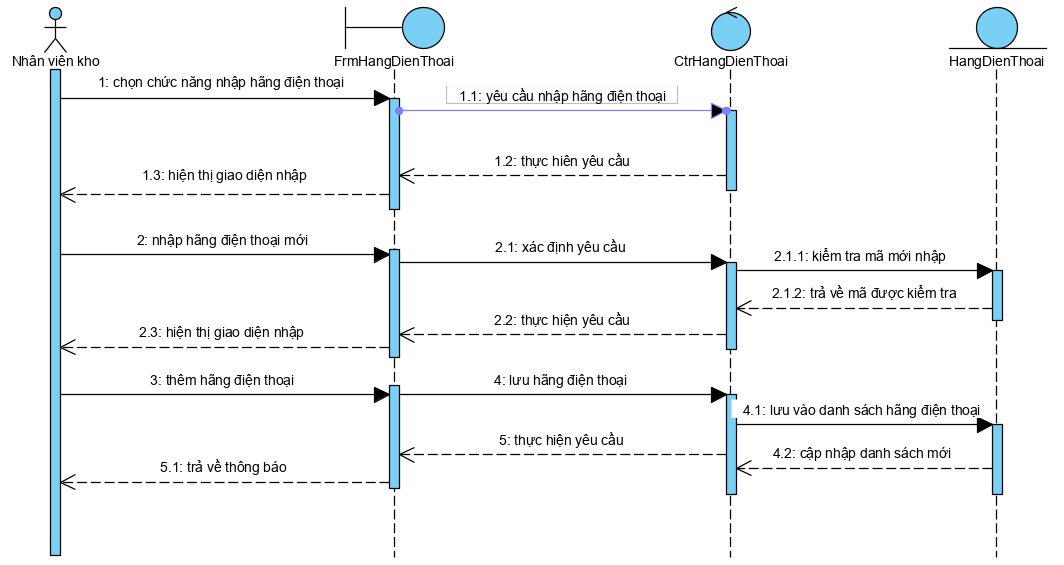 Nhân viên kho
FrmHangDienThoai
CtrHangDienThoai
HangDienThoai
1: chọn chức năng nhập hãng điện thoại
1.1: yêu cầu nhập hãng điện thoại
1.2: thực hiên yêu cầu
1.3: hiện thị giao diện nhập
2: nhập hãng điện thoại mới
2.1: xác định yêu cầu
2.1.1: kiểm tra mã mới nhập
2.1.2: trả về mã được kiểm tra
2.2: thực hiện yêu cầu
2.3: hiện thị giao diện nhập
3: thêm hãng điện thoại
4: lưu hãng điện thoại
4.1: lưu vào danh sách hãng điện thoại
5: thực hiện yêu cầu
4.2: cập nhập danh sách mới
5.1: trả về thông báo